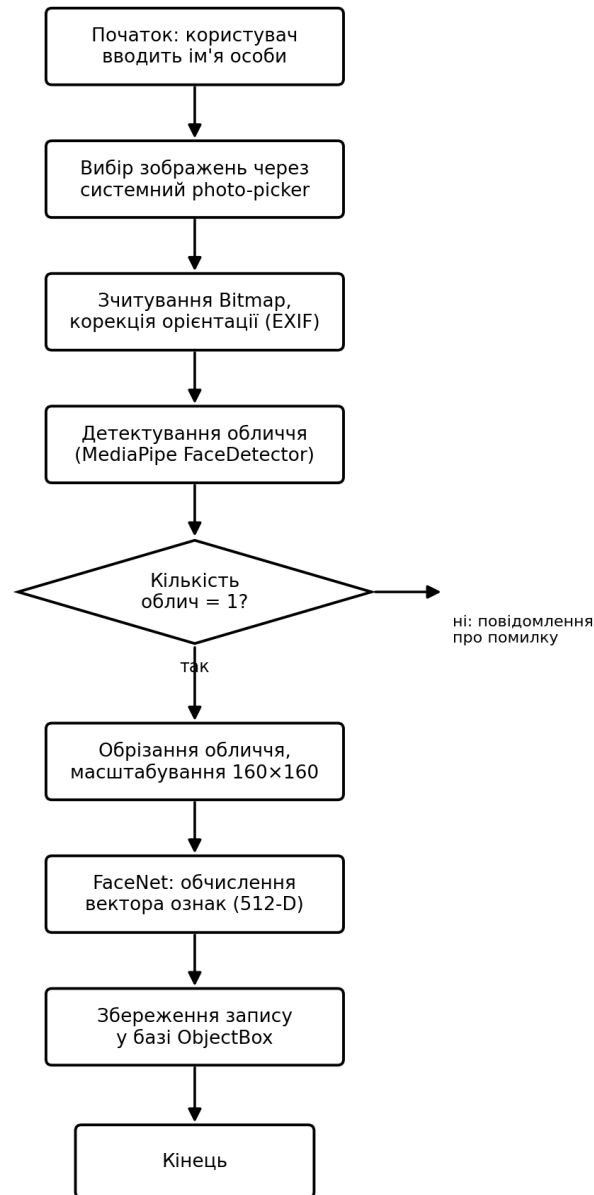 Початок: користувач
вводить ім'я особи
Вибір зображень через
системний photo-picker
Зчитування Bitmap,
корекція орієнтації (EXIF)
Детектування обличчя
(MediaPipe FaceDetector)
Кількість
облич = 1?
ні: повідомлення
про помилку
так
Обрізання обличчя,
масштабування 160×160
FaceNet: обчислення
вектора ознак (512-D)
Збереження запису
у базі ObjectBox
Кінець